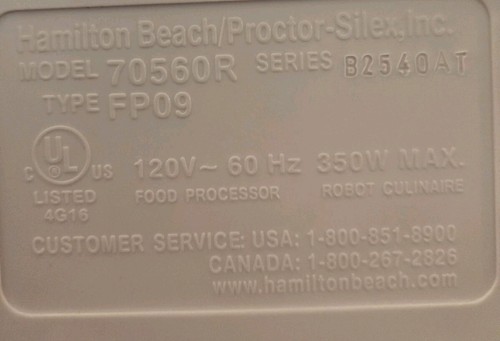 Hamilton Beach/Proctor-Silex, Inc.
MODEL 70560R SERIES B2540AT
TYPE FP09
C UL® US 120V~ 60 Hz 350W MAX.
LISTED FOOD PROCESSOR ROBOT CULINAIRE
4G16
CUSTOMER SERVICE: USA: 1-800-851-8900
CANADA: 1-800-267-2826
www.hamiltonbeach.com